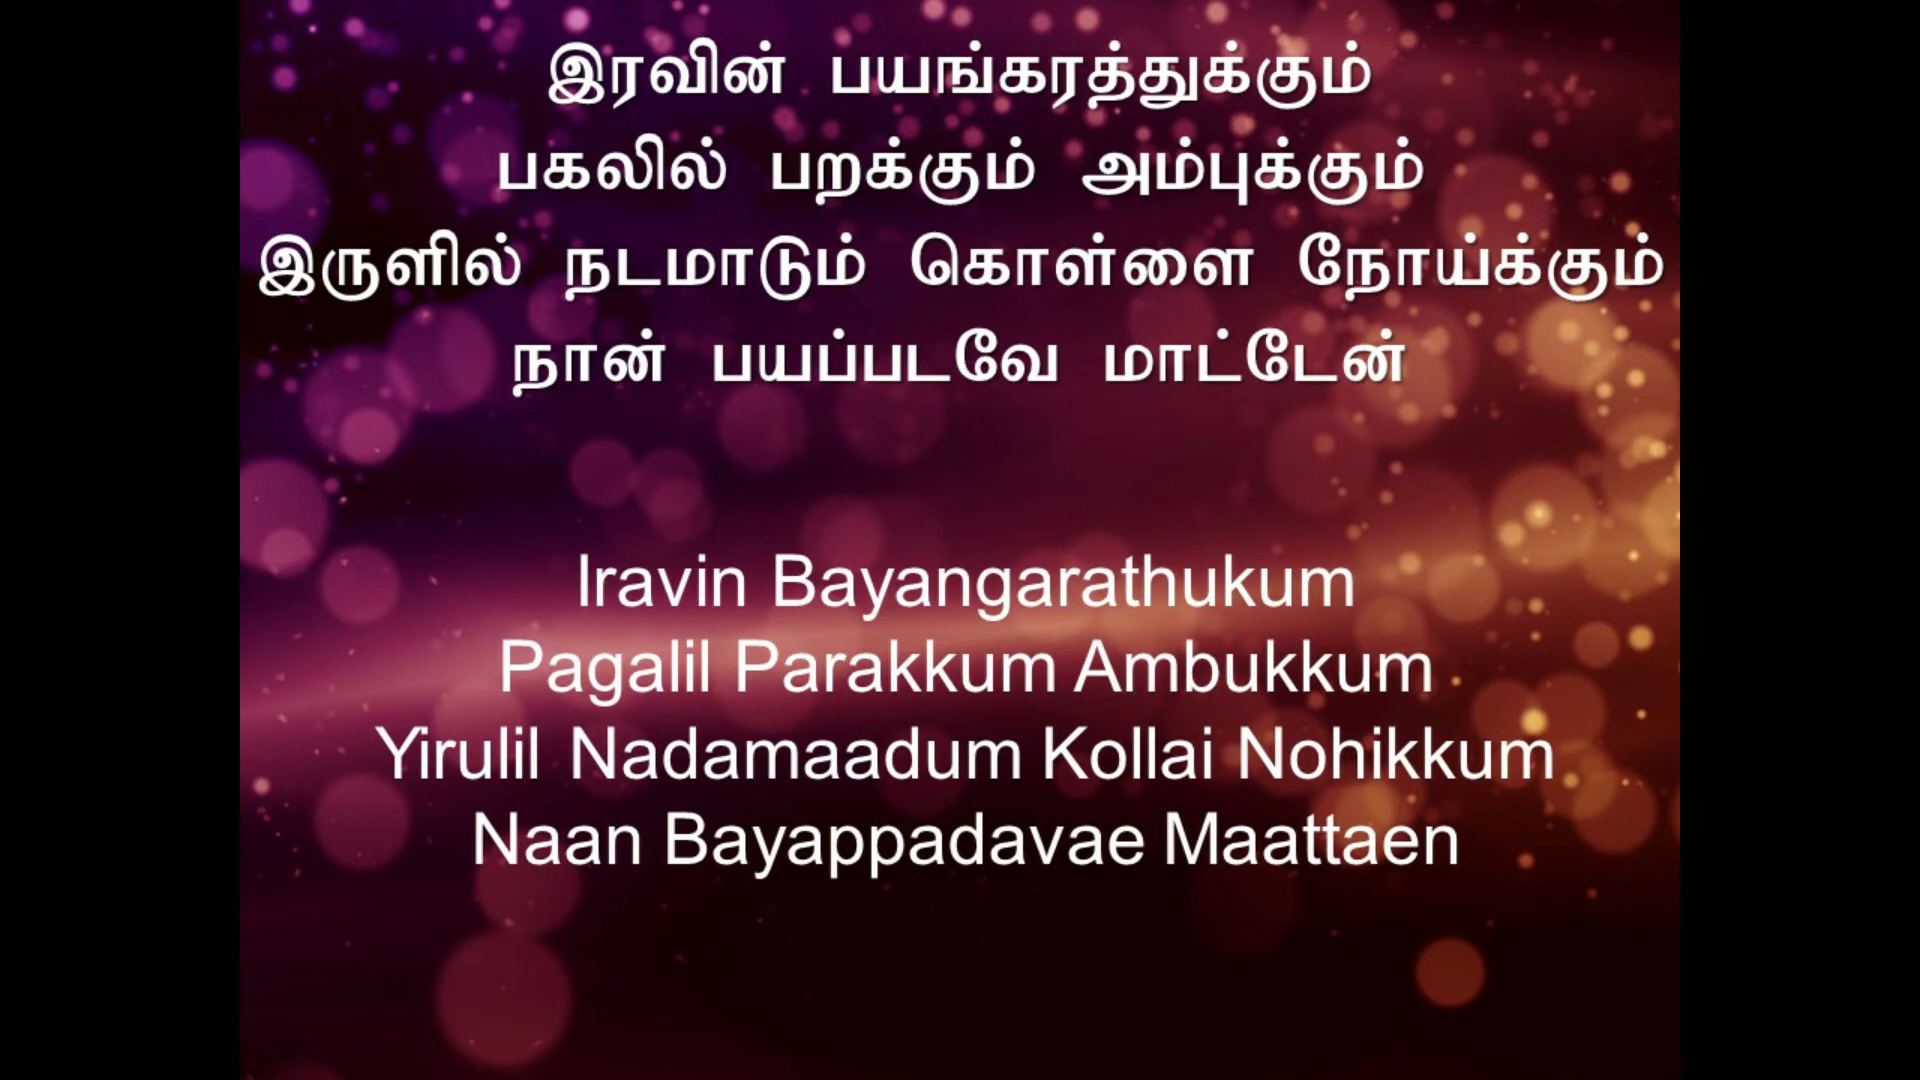 இரவின் பயங்கரத்துக்கும்
பகலில் பறக்கும் அம்புக்கும்
இருளில் நடமாடும் கொள்ளை நோய்க்கும்
நான் பயப்படவே மாட்டேன்
Iravin Bayangarathukum
Pagalil Parakkum Ambukkum
Yirulil Nadamaadum Kollai Nohikkum
Naan Bayappadavae Maattaen